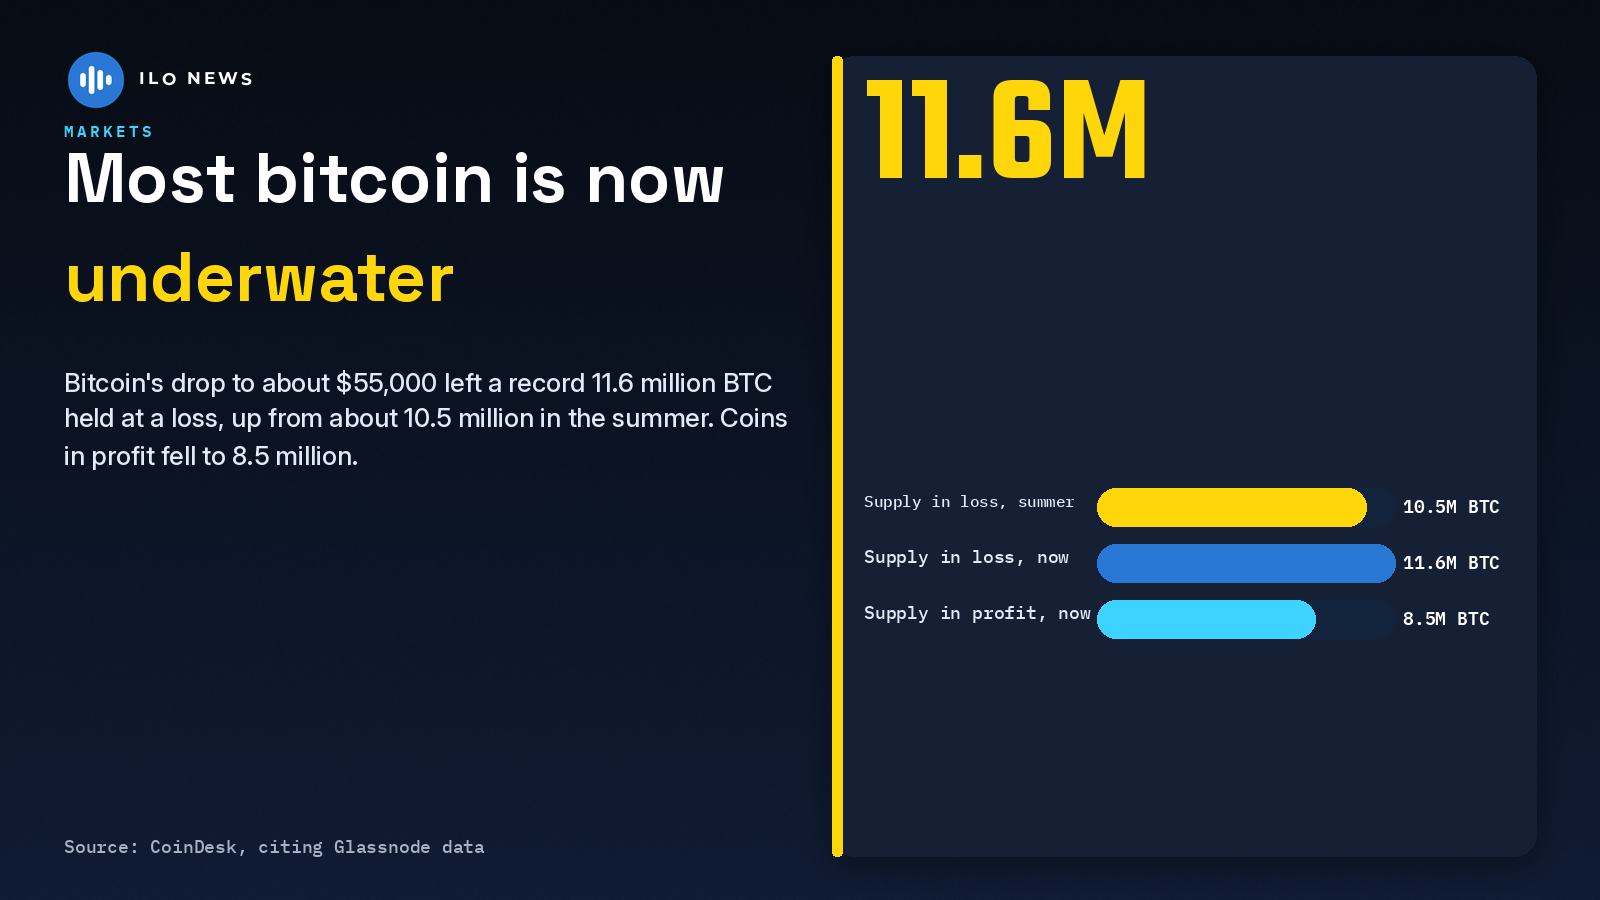 ILO NEWS
MARKETS
Most bitcoin is now
underwater
Bitcoin's drop to about $55,000 left a record 11.6 million BTC
held at a loss, up from about 10.5 million in the summer. Coins
in profit fell to 8.5 million.
Source: CoinDesk, citing Glassnode data
11.6M
Supply in loss, summer 10.5M BTC
Supply in loss, now 11.6M BTC
Supply in profit, now 8.5M BTC